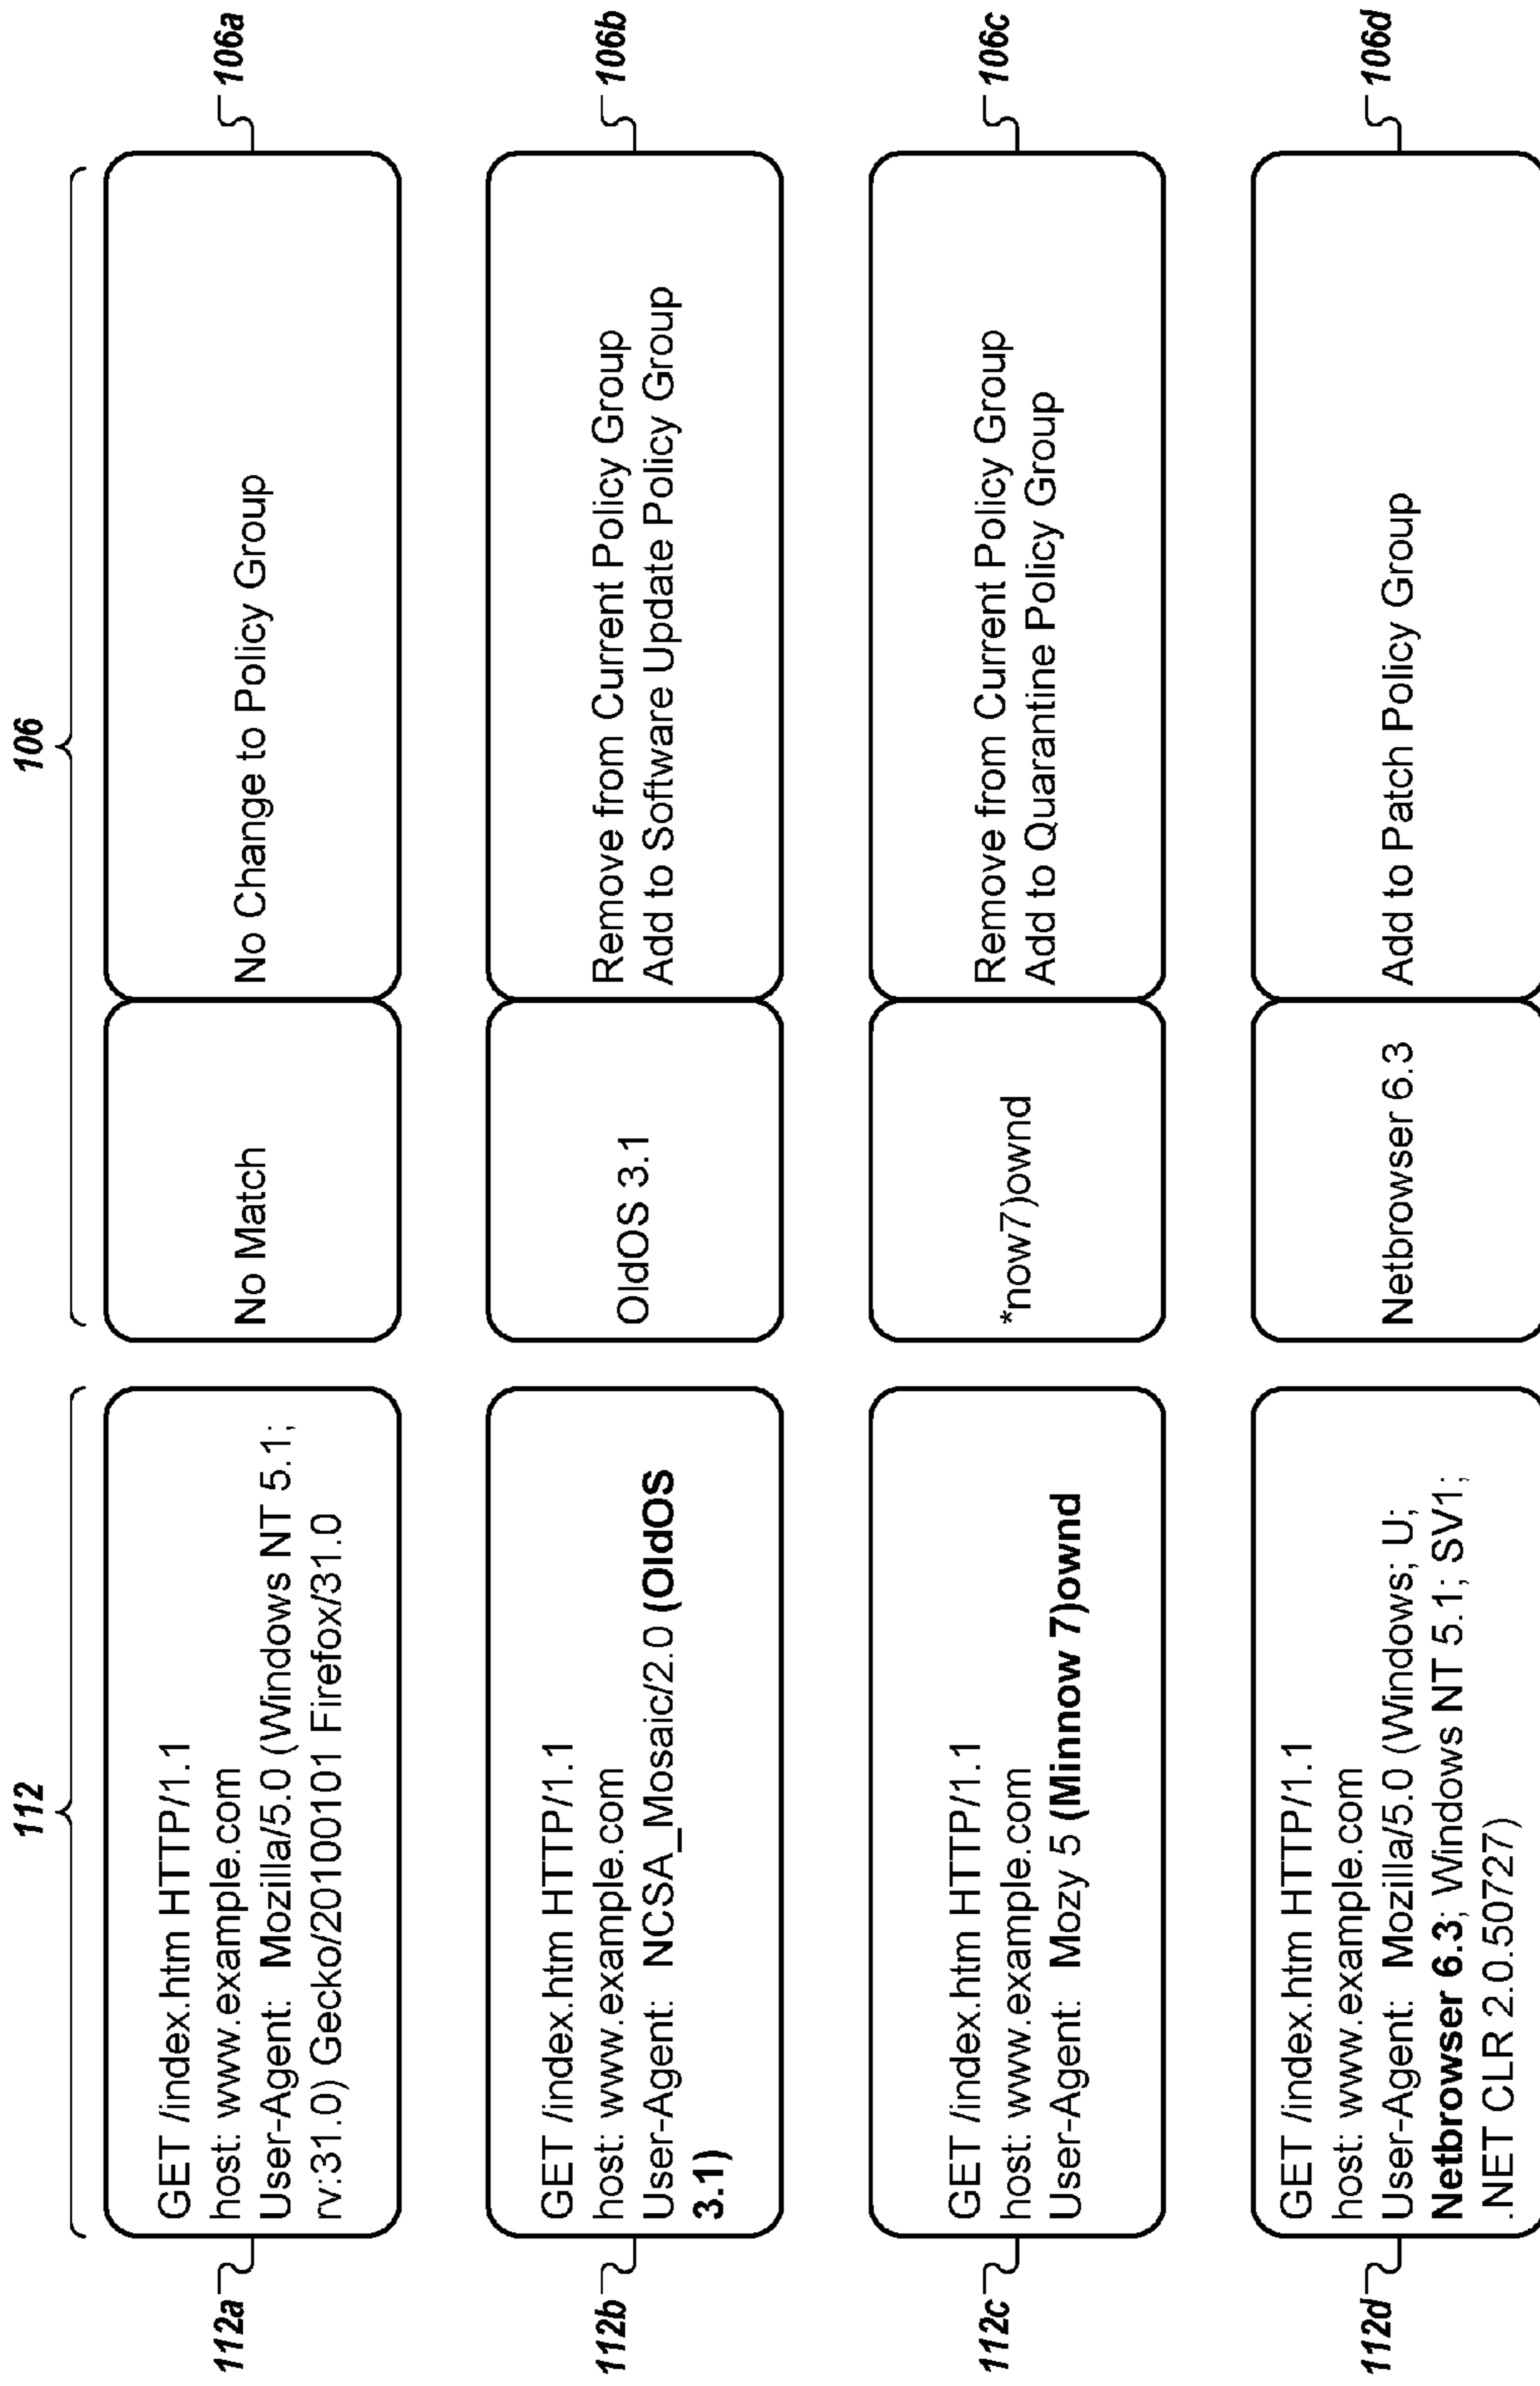 112
106
112a
GET /index.htm HTTP/1.1
host: www.example.com
User-Agent: Mozilla/5.0 (Windows NT 5.1;
rv:31.0) Gecko/20100101 Firefox/31.0
No Match
No Change to Policy Group
106a
112b
GET /index.htm HTTP/1.1
host: www.example.com
User-Agent: NCSA_Mosaic/2.0 (OldOS
3.1)
OldOS 3.1
Remove from Current Policy Group
Add to Software Update Policy Group
106b
112c
GET /index.htm HTTP/1.1
host: www.example.com
User-Agent: Mozy 5 (Minnow 7)ownd
*now7)ownd
Remove from Current Policy Group
Add to Quarantine Policy Group
106c
112d
GET /index.htm HTTP/1.1
host: www.example.com
User-Agent: Mozilla/5.0 (Windows; U;
Netbrowser 6.3; Windows NT 5.1; SV1;
.NET CLR 2.0.50727)
Netbrowser 6.3
Add to Patch Policy Group
106d